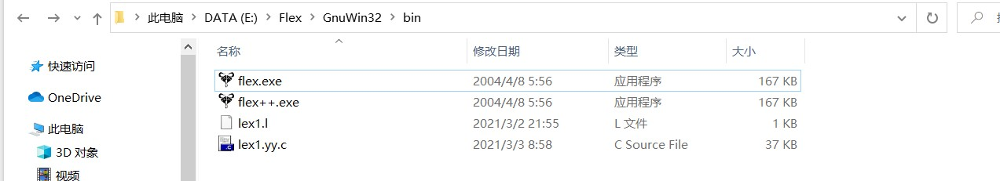 此电脑 > DATA (E:) > Flex > GnuWin32 > bin
快速访问
OneDrive
此电脑
3D 对象
视频
名称 修改日期 类型 大小
flex.exe 2004/4/8 5:56 应用程序 167 KB
flex++.exe 2004/4/8 5:56 应用程序 167 KB
lex1.l 2021/3/2 21:55 L 文件 1 KB
lex1.yy.c 2021/3/3 8:58 C Source File 37 KB